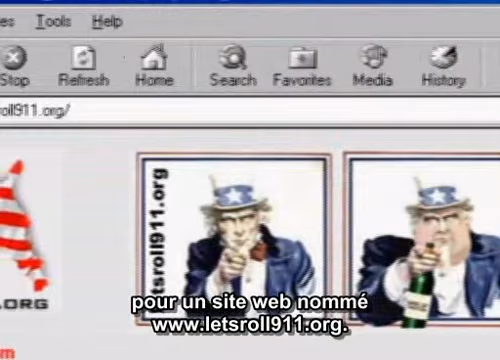 es Tools Help
Stop Refresh Home Search Favorites Media History
roll911.org/
letsroll911.org
.ORG
pour un site web nommé
www.letsroll911.org.
m